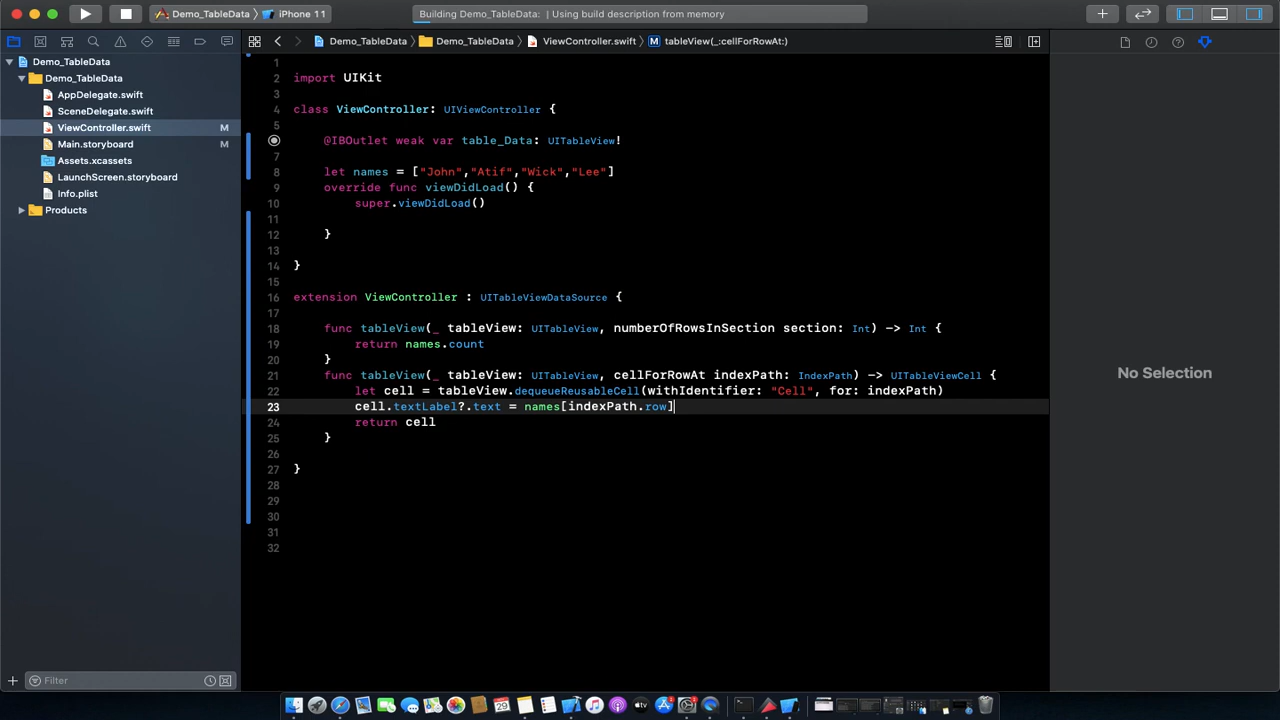 Demo_TableData
iPhone 11
Building Demo_TableData: | Using build description from memory
Demo_TableData
Demo_TableData
ViewController.swift
M tableView(_:cellForRowAt:)
Demo_TableData
Demo_TableData
AppDelegate.swift
SceneDelegate.swift
ViewController.swift M
Main.storyboard M
Assets.xcassets
LaunchScreen.storyboard
Info.plist
Products
1
2 import UIKit
3
4 class ViewController: UIViewController {
5
@IBOutlet weak var table_Data: UITableView!
7
8 let names = ["John","Atif","Wick","Lee"]
9 override func viewDidLoad() {
10 super.viewDidLoad()
11
12 }
13
14 }
15
16 extension ViewController : UITableViewDataSource {
17
18 func tableView(_ tableView: UITableView, numberOfRowsInSection section: Int) -> Int {
19 return names.count
20 }
21 func tableView(_ tableView: UITableView, cellForRowAt indexPath: IndexPath) -> UITableViewCell {
22 let cell = tableView.dequeueReusableCell(withIdentifier: "Cell", for: indexPath)
23 cell.textLabel?.text = names[indexPath.row]
24 return cell
25 }
26
27 }
28
29
30
31
32
No Selection
Filter
29